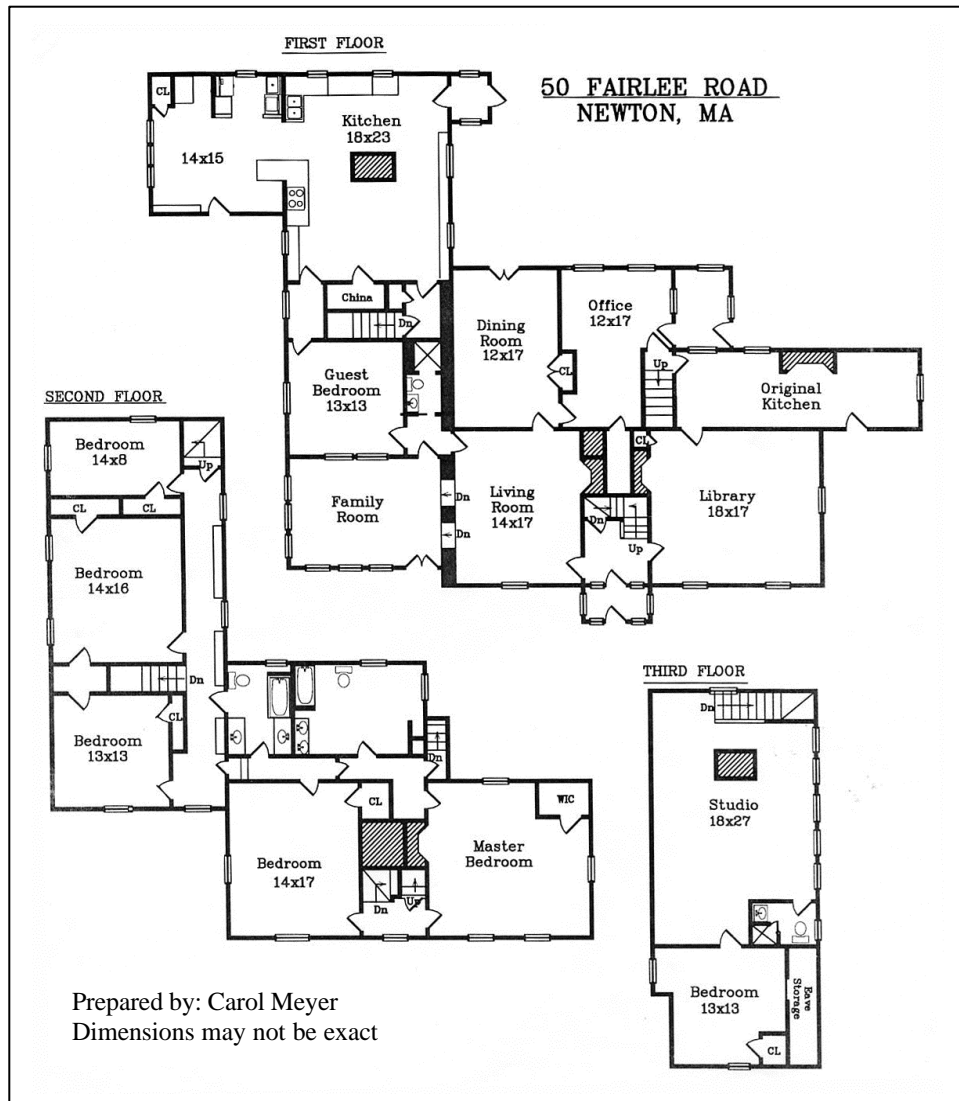 FIRST FLOOR
50 FAIRLEE ROAD
NEWTON, MA
CL
Kitchen
18x23
14x15
China
Dn
Dining
Room
12x17
Office
12x17
CL
Up
Original
Kitchen
Guest
Bedroom
13x13
Family
Room
Dn
Dn
Living
Room
14x17
CL
Library
18x17
Dn
Up
SECOND FLOOR
Bedroom
14x8
Up
CL
CL
Bedroom
14x16
Dn
CL
Bedroom
13x13
Dn
CL
WIC
Bedroom
14x17
Master
Bedroom
Dn
Up
THIRD FLOOR
Dn
Studio
18x27
Bedroom
13x13
Eave
Storage
CL
Prepared by: Carol Meyer
Dimensions may not be exact